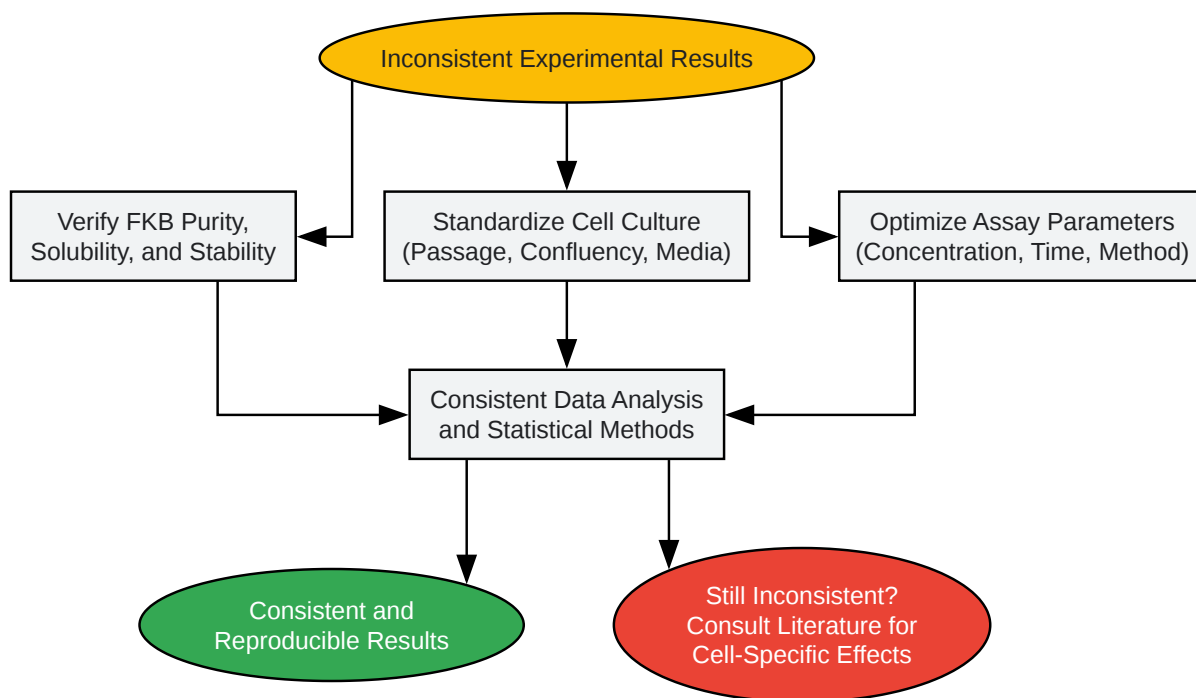 Inconsistent Experimental Results
Verify FKB Purity,
Solubility, and Stability
Standardize Cell Culture
(Passage, Confluency, Media)
Optimize Assay Parameters
(Concentration, Time, Method)
Consistent Data Analysis
and Statistical Methods
Consistent and
Reproducible Results
Still Inconsistent?
Consult Literature for
Cell-Specific Effects